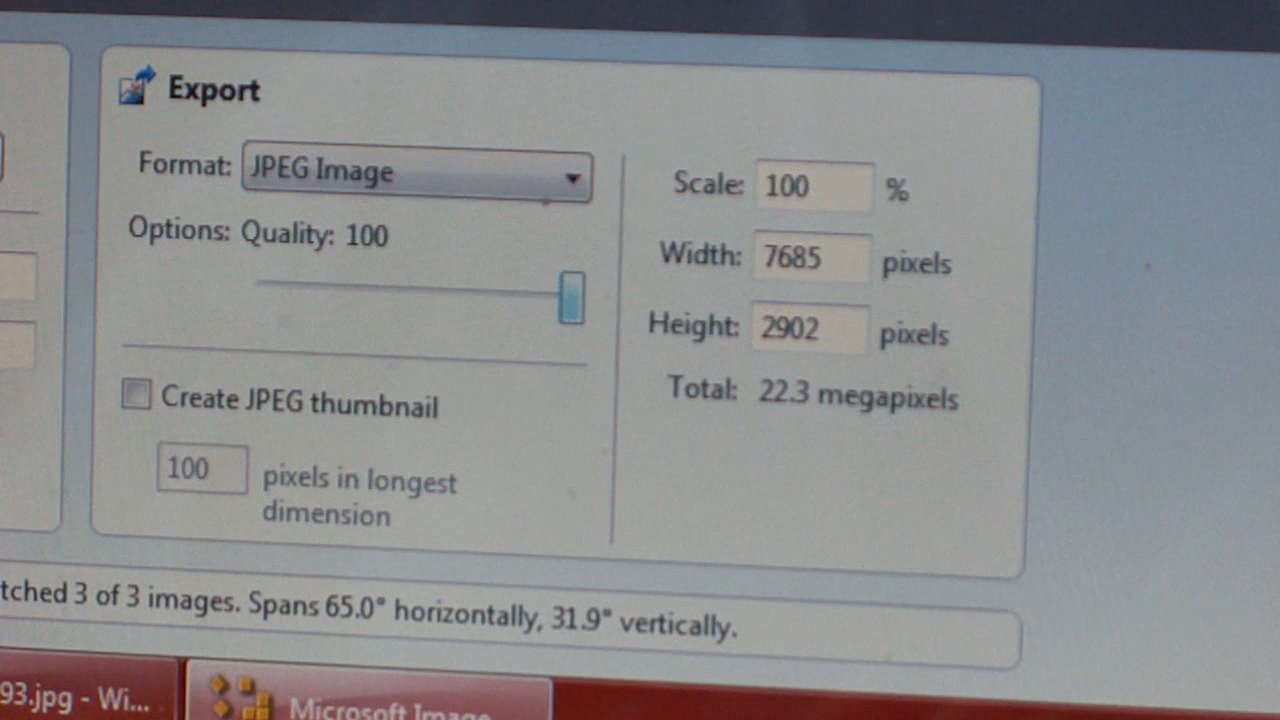 Export
Format: JPEG Image
Options: Quality: 100
Create JPEG thumbnail
100 pixels in longest
dimension
Scale: 100 %
Width: 7685 pixels
Height: 2902 pixels
Total: 22.3 megapixels
tched 3 of 3 images. Spans 65.0° horizontally, 31.9° vertically.
93.jpg - Wi...
Microsoft Image